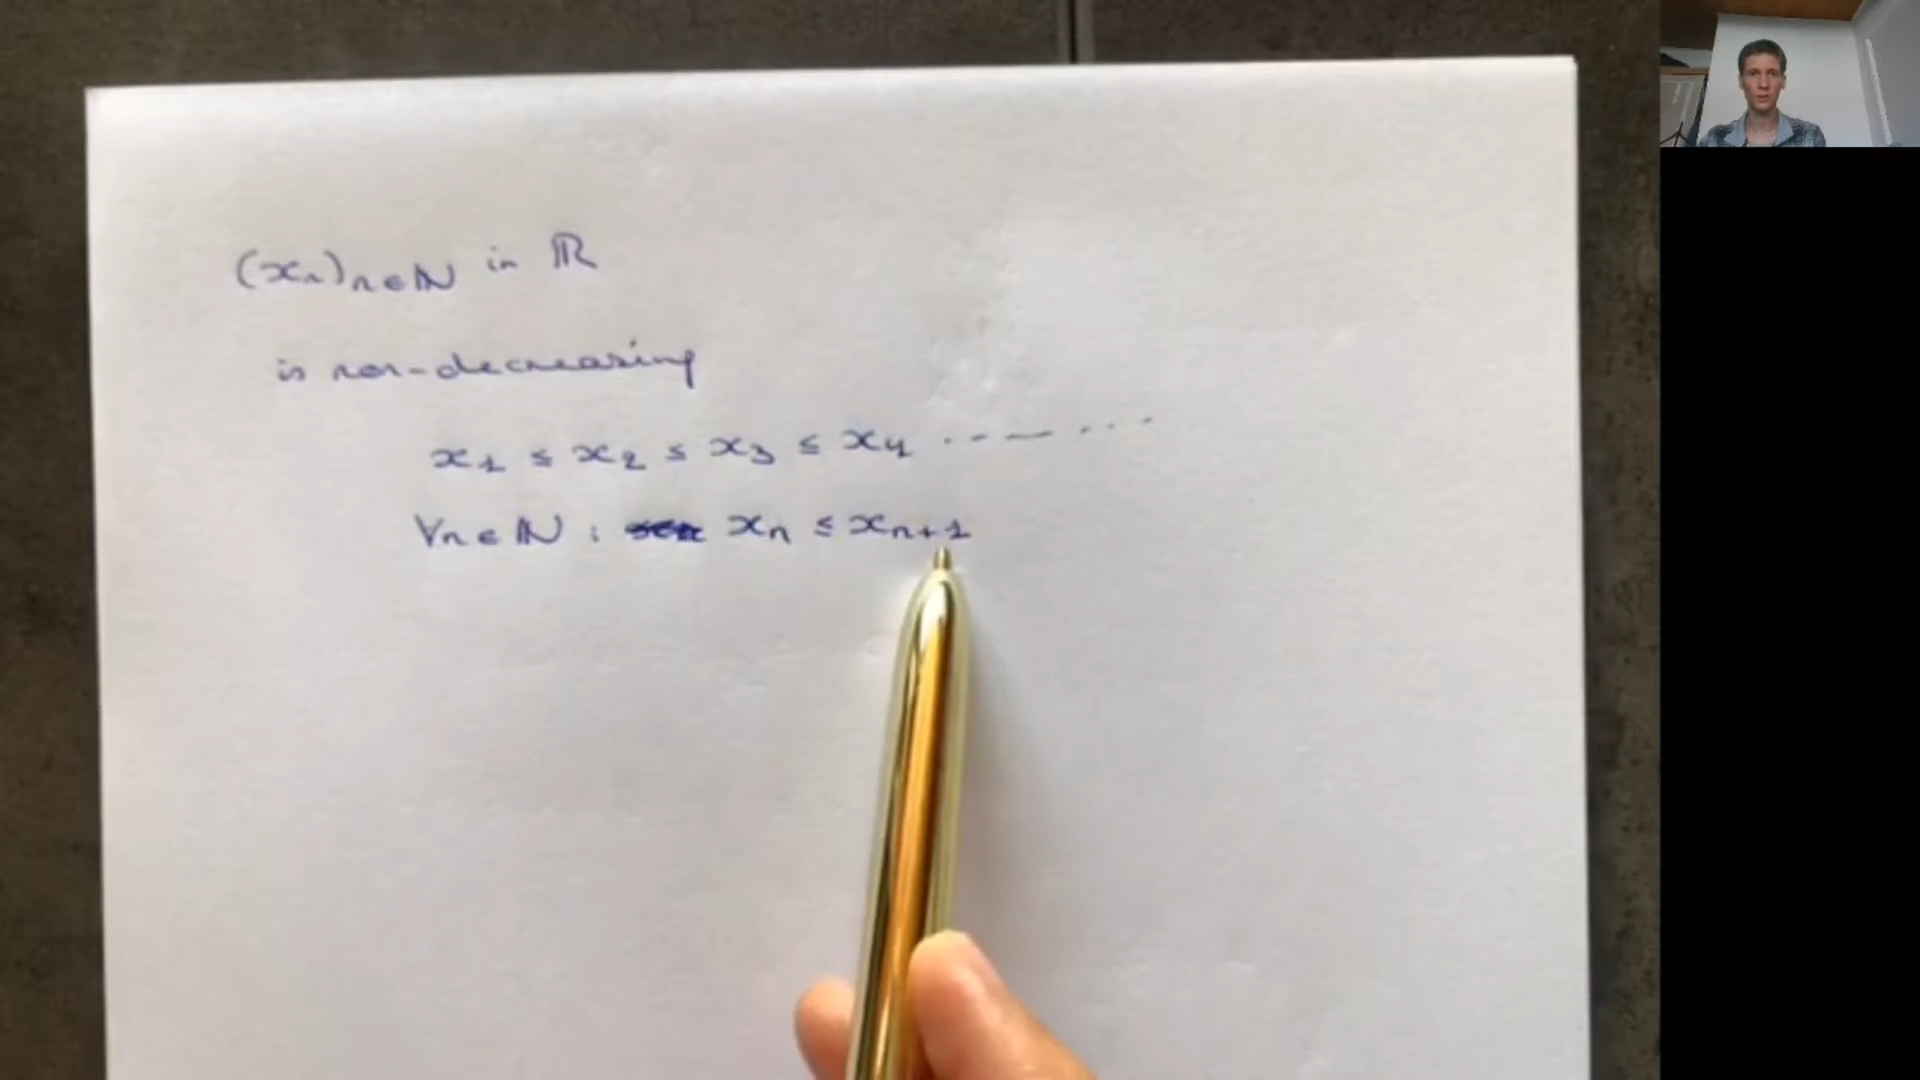 (xₙ)ₙ∈ℕ in ℝ
is non-decreasing
x₁ ≤ x₂ ≤ x₃ ≤ x₄ ........
∀n∈ℕ : xₙ ≤ xₙ₊₁